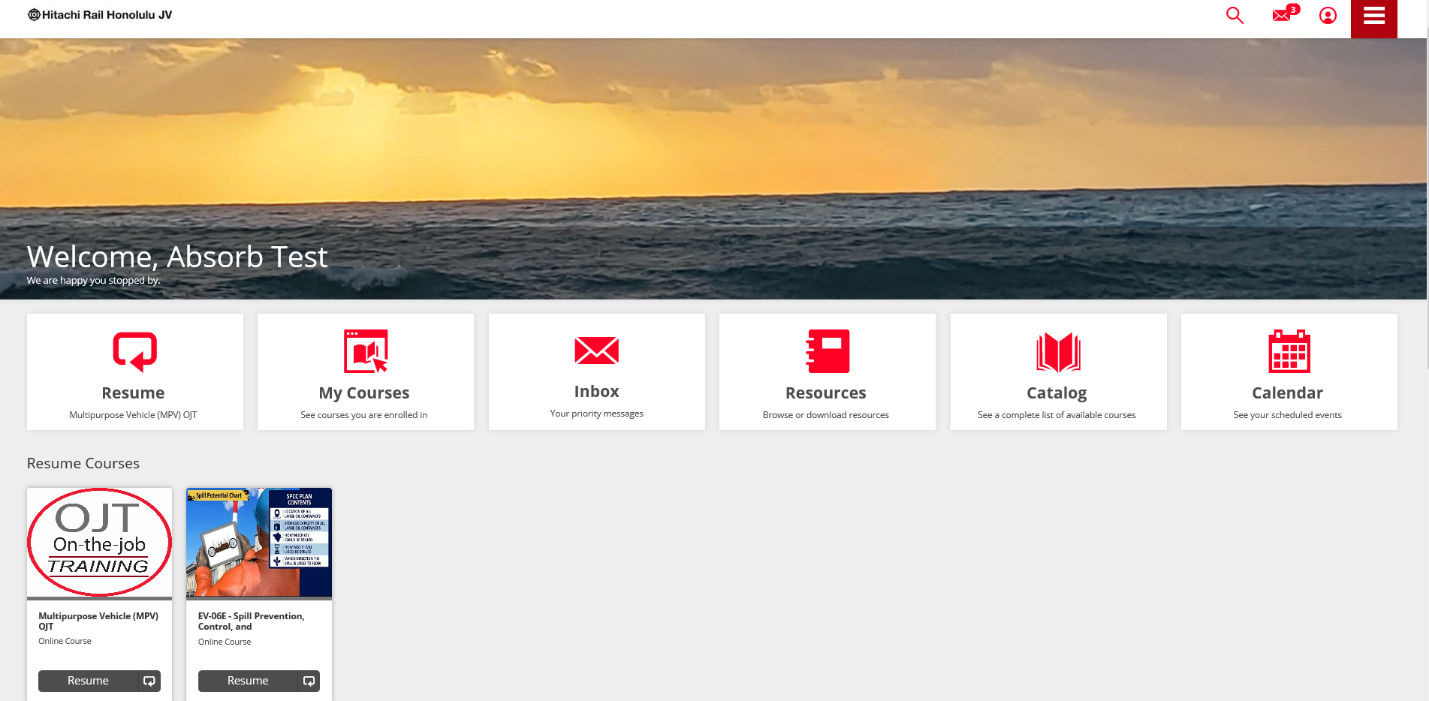 Hitachi Rail Honolulu JV
3
Welcome, Absorb Test
We are happy you stopped by.
Resume
Multipurpose Vehicle (MPV) OJT
My Courses
See courses you are enrolled in
Inbox
Your priority messages
Resources
Browse or download resources
Catalog
See a complete list of available courses
Calendar
See your scheduled events
Resume Courses
OJT
On-the-job
TRAINING
Multipurpose Vehicle (MPV)
OJT
Online Course
Resume
Spill Potential Chart
SPCC PLAN
CONTENTS
EV-06E - Spill Prevention,
Control, and
Online Course
Resume